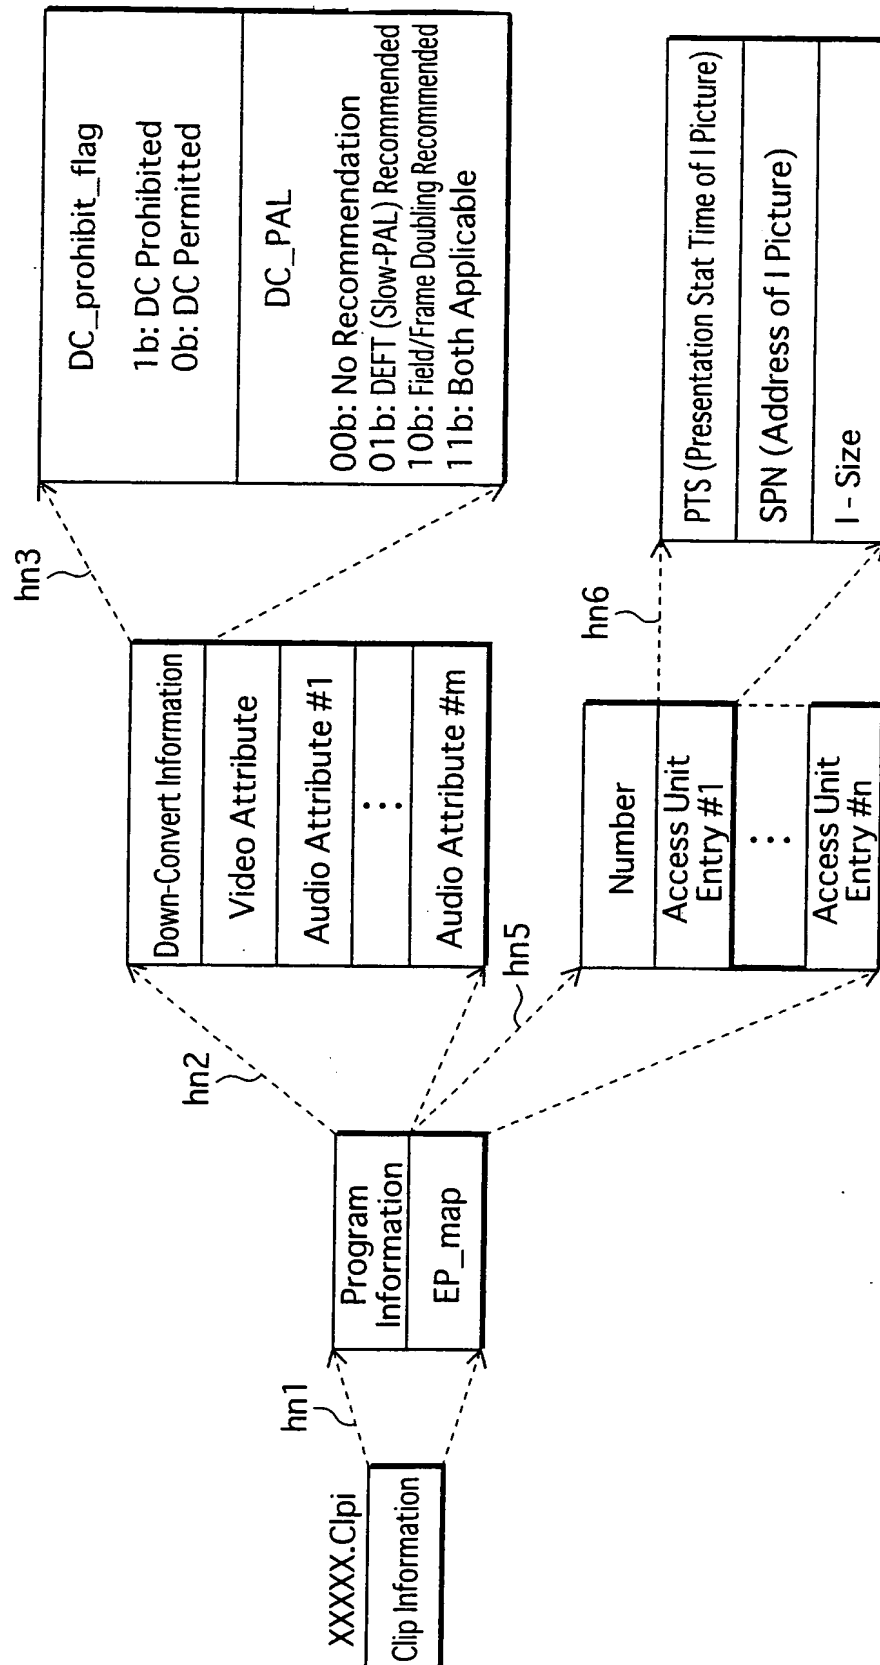 XXXXX.Clpi
Clip Information
hn1
Program
Information
EP_map
hn2
Down-Convert Information
Video Attribute
Audio Attribute #1
...
Audio Attribute #m
hn3
DC_prohibit_flag
1b: DC Prohibited
0b: DC Permitted
DC_PAL
00b: No Recommendation
01b: DEFT (Slow-PAL) Recommended
10b: Field/Frame Doubling Recommended
11b: Both Applicable
hn5
Number
Access Unit
Entry #1
...
Access Unit
Entry #n
hn6
PTS (Presentation Stat Time of I Picture)
SPN (Address of I Picture)
I - Size